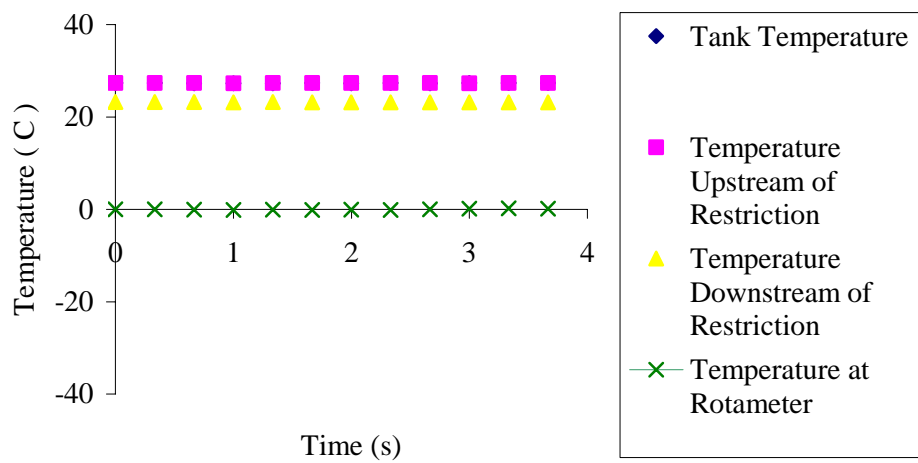 40
20
0
-20
-40
0
1
2
3
4
Temperature ( C )
Time (s)
Tank Temperature
Temperature
Upstream of
Restriction
Temperature
Downstream of
Restriction
Temperature at
Rotameter